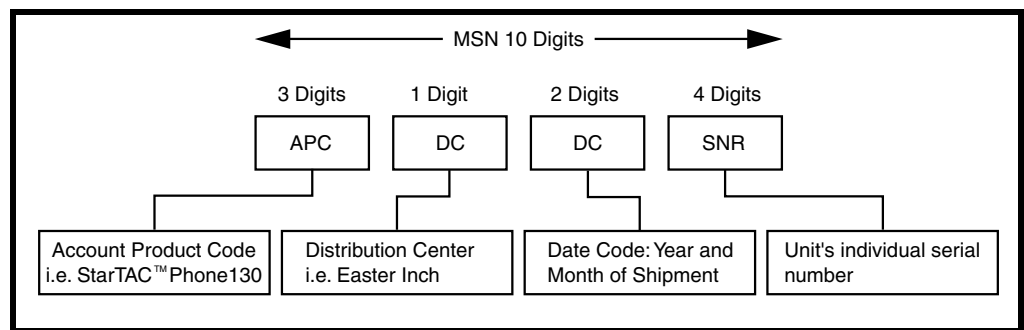 MSN 10 Digits
3 Digits 1 Digit 2 Digits 4 Digits
APC DC DC SNR
Account Product Code
i.e. StarTAC™Phone130
Distribution Center
i.e. Easter Inch
Date Code: Year and
Month of Shipment
Unit's individual serial
number